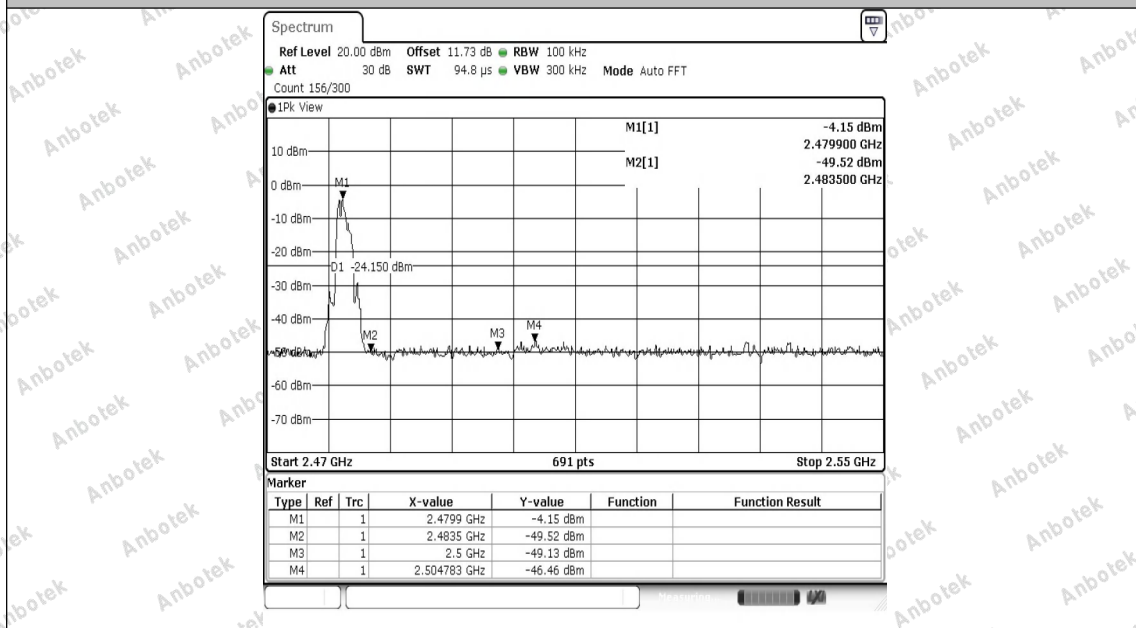 Spectrum
Ref Level 20.00 dBm Offset 11.73 dB RBW 100 kHz
Att 30 dB SWT 94.8 µs VBW 300 kHz Mode Auto FFT
Count 156/300
1Pk View
M1[1] -4.15 dBm
2.479900 GHz
M2[1] -49.52 dBm
2.483500 GHz
10 dBm
0 dBm
M1
-10 dBm
-20 dBm
D1 -24.150 dBm
-30 dBm
-40 dBm
M2
M3
M4
-60 dBm
-70 dBm
Start 2.47 GHz 691 pts Stop 2.55 GHz
Marker
Type Ref Trc X-value Y-value Function Function Result
M1 1 2.4799 GHz -4.15 dBm
M2 1 2.4835 GHz -49.52 dBm
M3 1 2.5 GHz -49.13 dBm
M4 1 2.504783 GHz -46.46 dBm
Measuring...
Anbotek